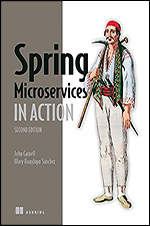 Spring
Microservices
IN ACTION
SECOND EDITION
John Carnell
Illary Huaylupo Sánchez
MANNING